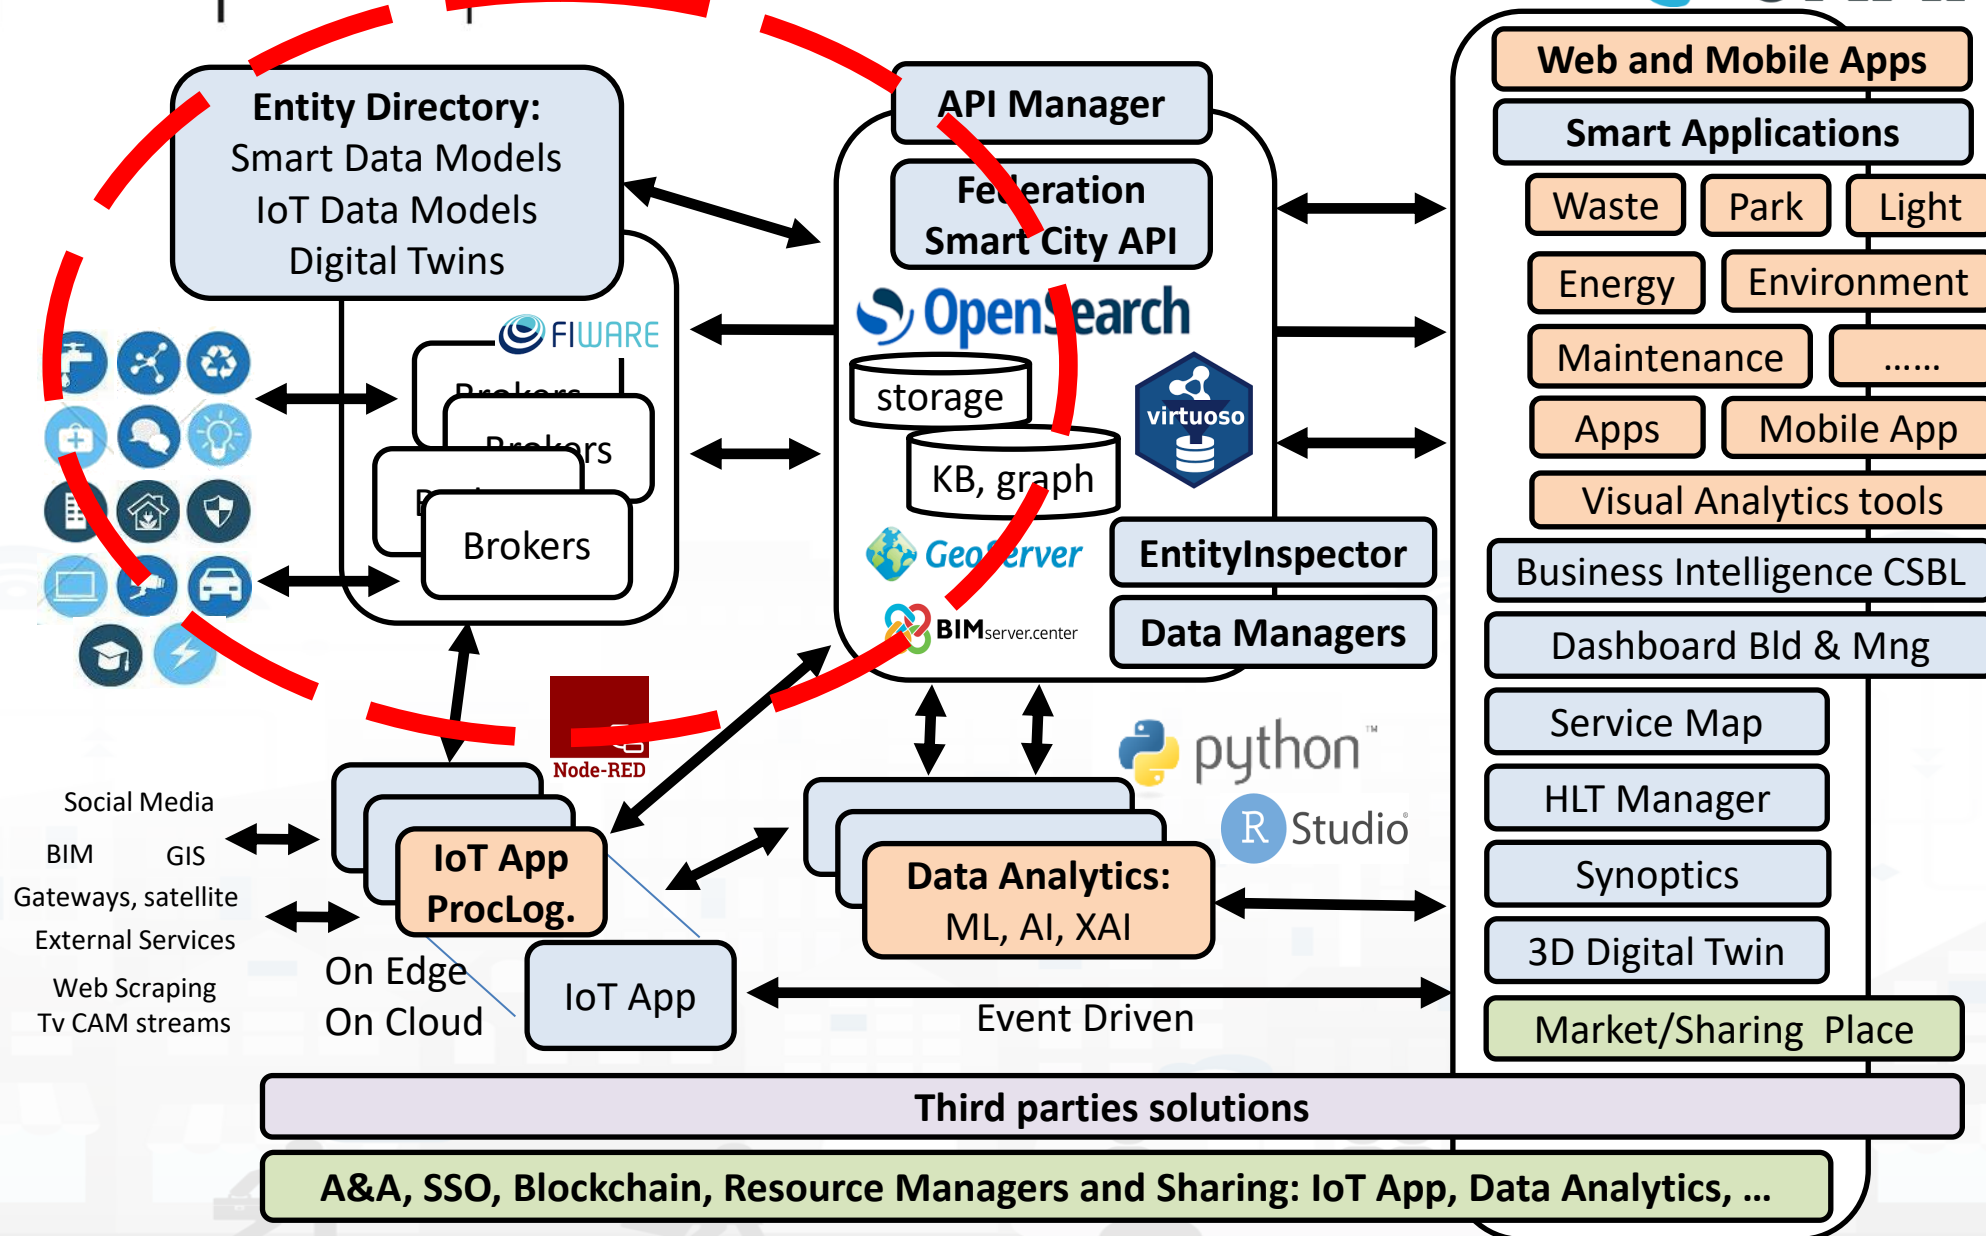 Entity Directory:
Smart Data Models
IoT Data Models
Digital Twins
FIWARE
Brokers
Brokers
Brokers
API Manager
Federation
Smart City API
OpenSearch
storage
virtuoso
KB, graph
GeoServer
BIMserver.center
EntityInspector
Data Managers
Node-RED
python™
R Studio
Social Media
BIM GIS
Gateways, satellite
External Services
Web Scraping
Tv CAM streams
IoT App
ProcLog.
On Edge
On Cloud
IoT App
Data Analytics:
ML, AI, XAI
Event Driven
Web and Mobile Apps
Smart Applications
Waste Park Light
Energy Environment
Maintenance ......
Apps Mobile App
Visual Analytics tools
Business Intelligence CSBL
Dashboard Bld & Mng
Service Map
HLT Manager
Synoptics
3D Digital Twin
Market/Sharing Place
Third parties solutions
A&A, SSO, Blockchain, Resource Managers and Sharing: IoT App, Data Analytics, ...